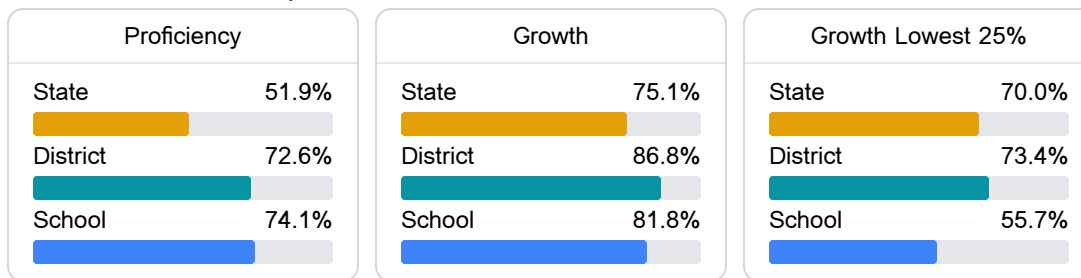 Proficiency
State 51.9%
District 72.6%
School 74.1%
Growth
State 75.1%
District 86.8%
School 81.8%
Growth Lowest 25%
State 70.0%
District 73.4%
School 55.7%